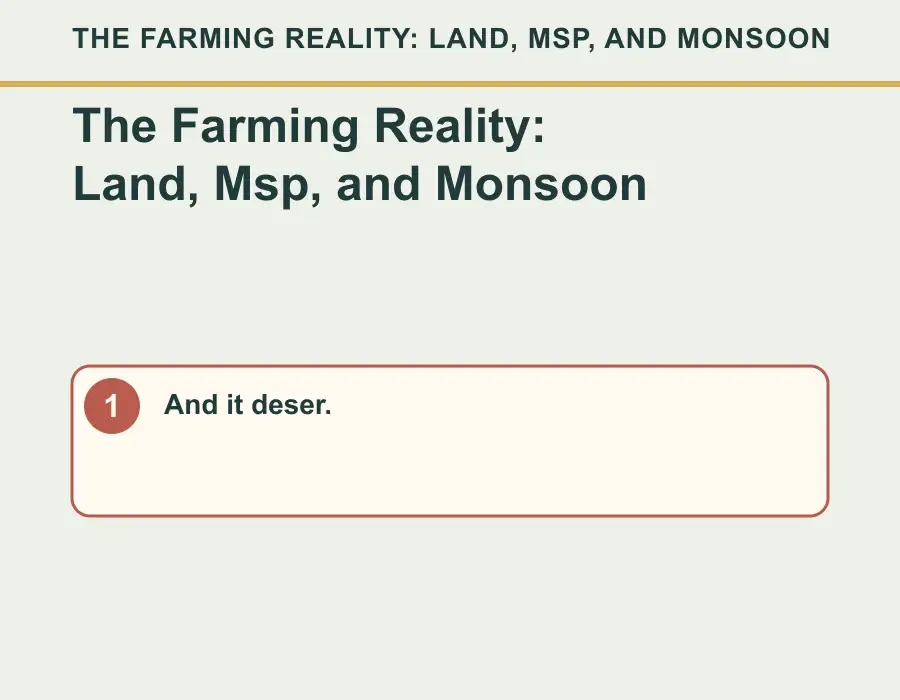 THE FARMING REALITY: LAND, MSP, AND MONSOON
The Farming Reality:
Land, Msp, and Monsoon
1 And it deser.